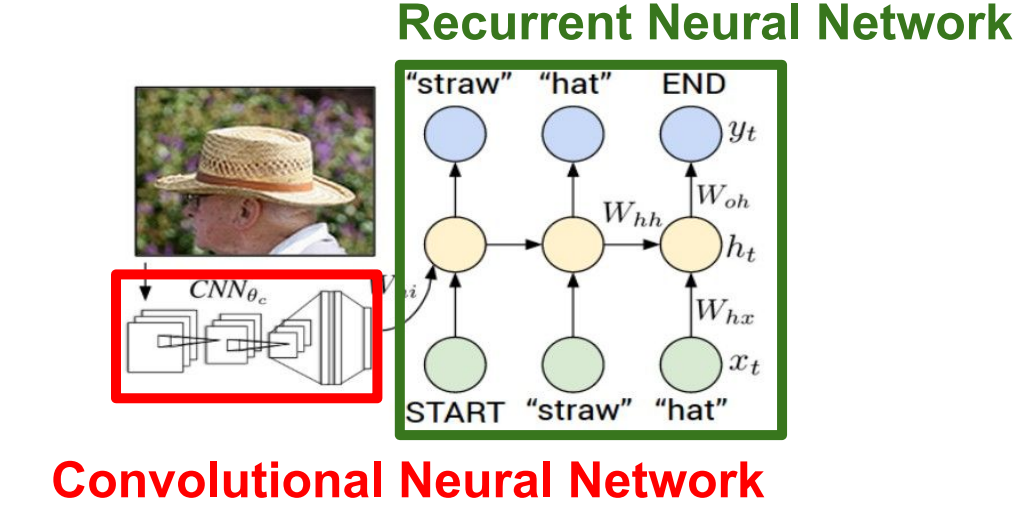 Recurrent Neural Network
“straw” “hat” END
y_t
W_{hh} W_{oh}
h_t
CNN_{θ_c} W_{hi}
W_{hx}
x_t
START “straw” “hat”
Convolutional Neural Network